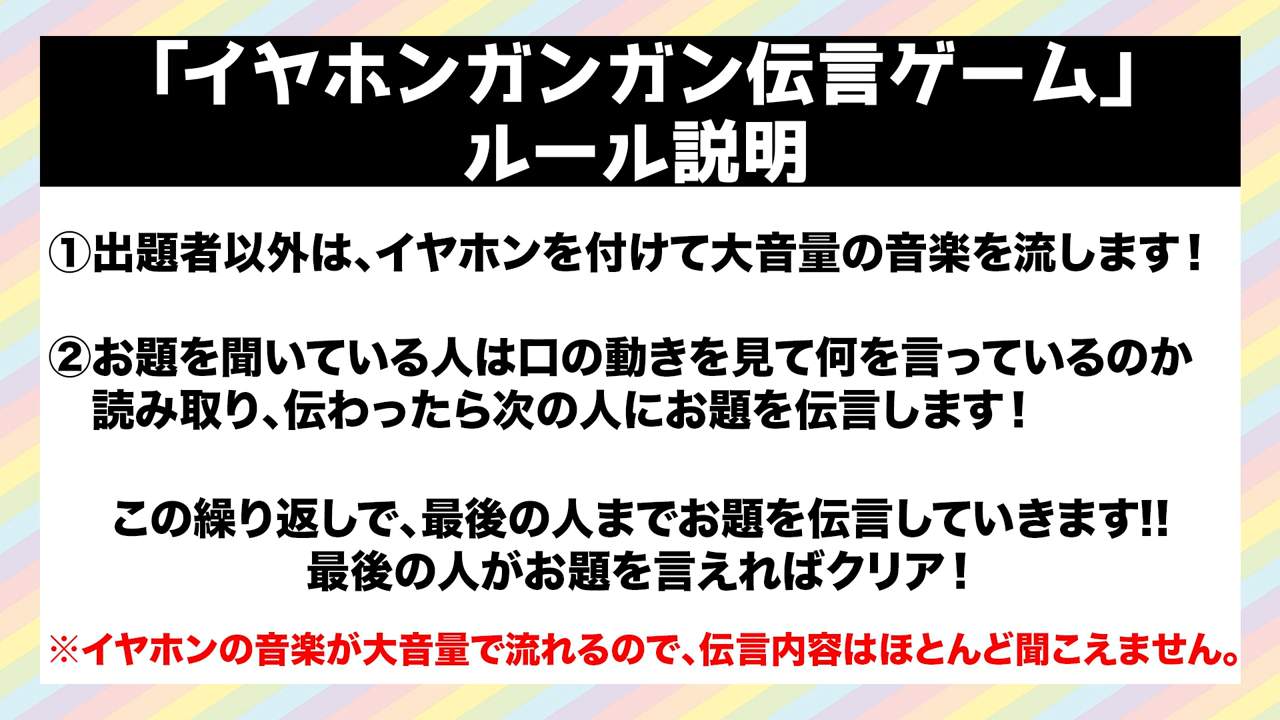 「イヤホンガンガン伝言ゲーム」
ルール説明
①出題者以外は、イヤホンを付けて大音量の音楽を流します！
②お題を聞いている人は口の動きを見て何を言っているのか
読み取り、伝わったら次の人にお題を伝言します！
この繰り返しで、最後の人までお題を伝言していきます!!
最後の人がお題を言えればクリア！
※イヤホンの音楽が大音量で流れるので、伝言内容はほとんど聞こえません。